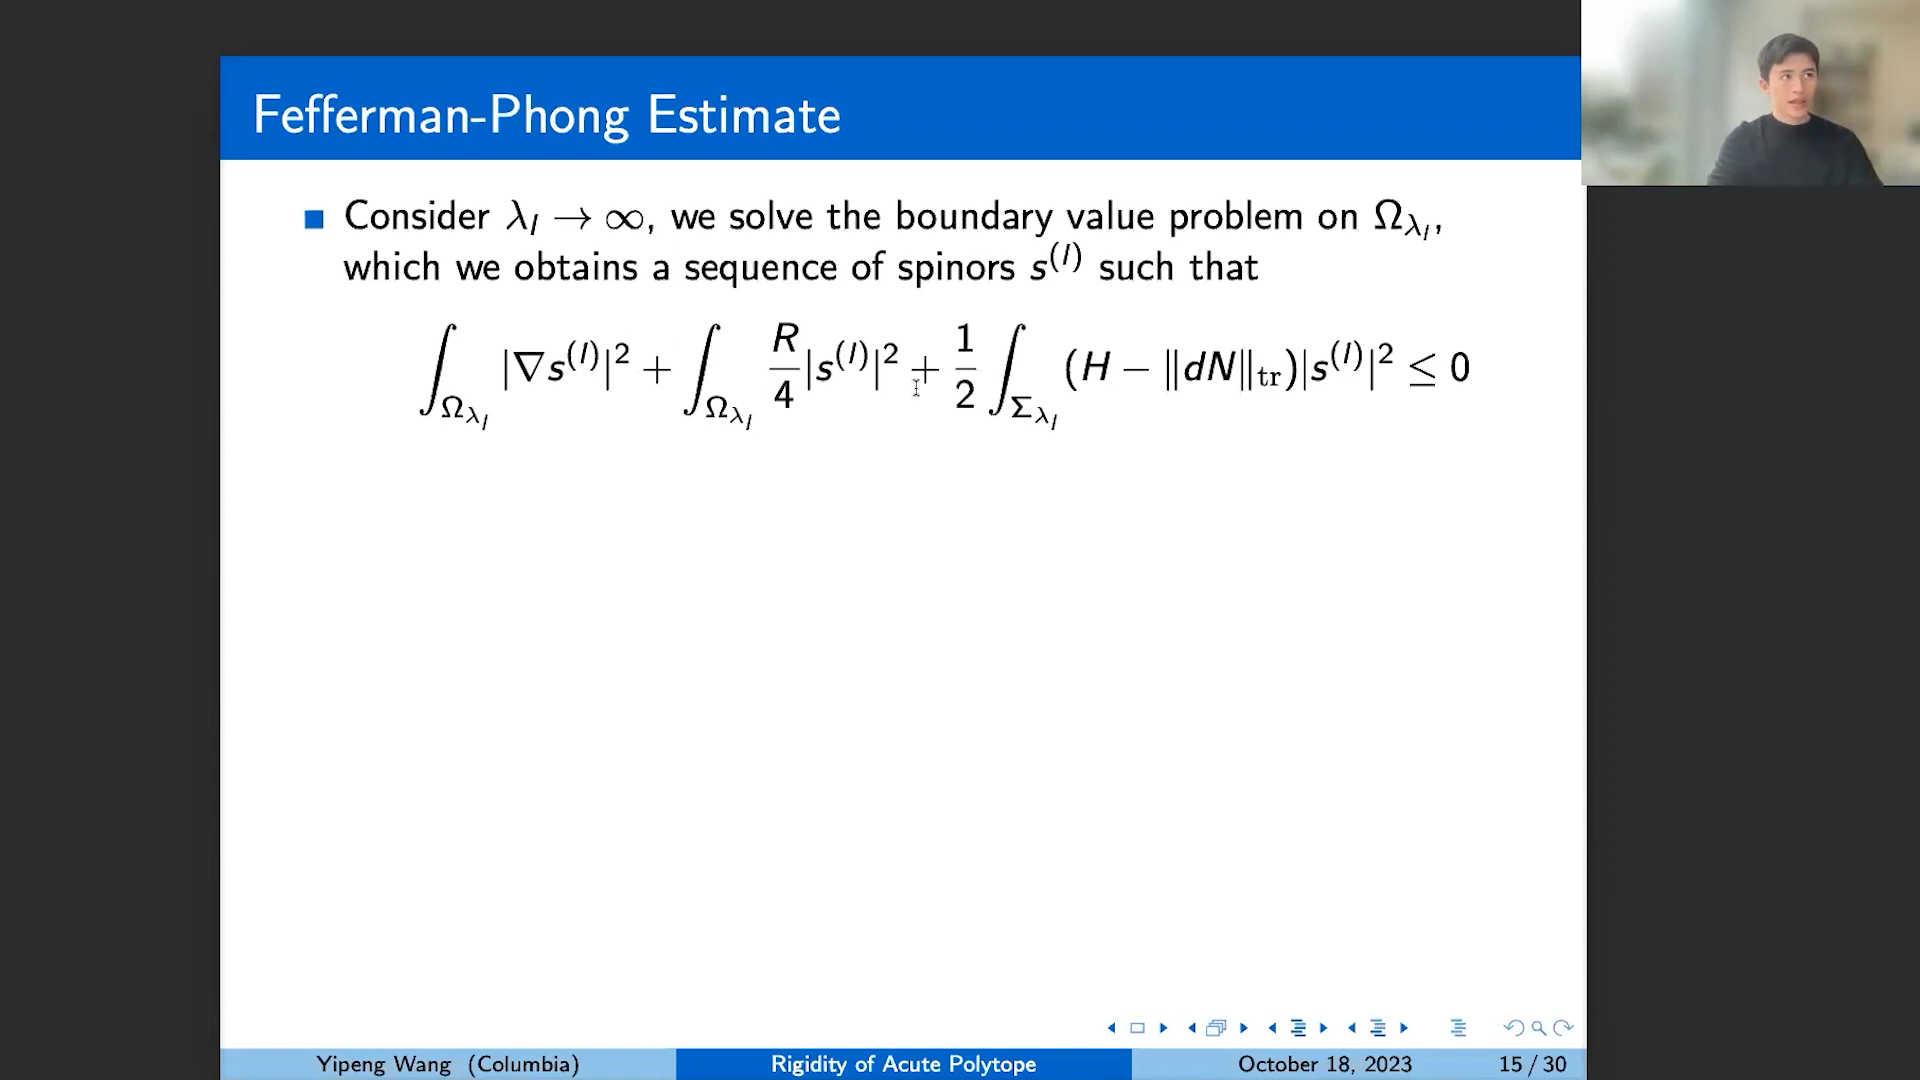 Fefferman-Phong Estimate
Consider λ_l → ∞, we solve the boundary value problem on Ω_{λ_l},
which we obtains a sequence of spinors s^{(l)} such that
∫_{Ω_{λ_l}} |∇s^{(l)}|² + ∫_{Ω_{λ_l}} R/4 |s^{(l)}|² + 1/2 ∫_{Σ_{λ_l}} (H − ‖dN‖_{tr})|s^{(l)}|² ≤ 0
Yipeng Wang (Columbia) Rigidity of Acute Polytope October 18, 2023 15 / 30